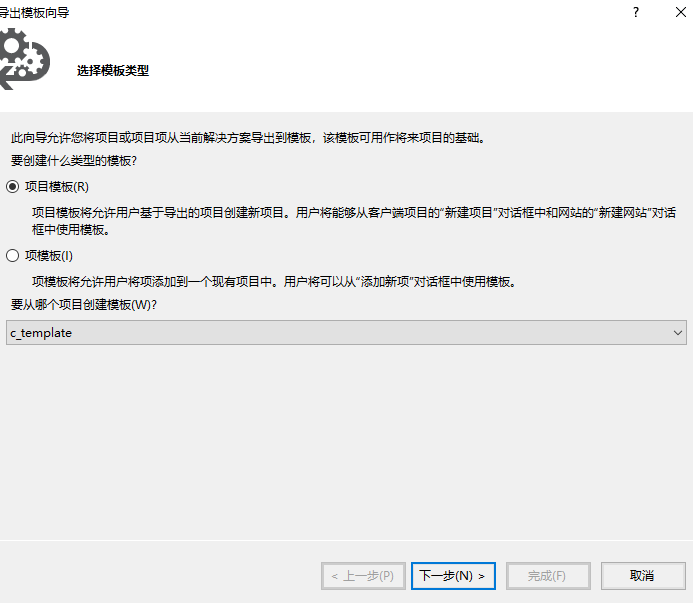 导出模板向导
?
选择模板类型
此向导允许您将项目或项目项从当前解决方案导出到模板，该模板可用作将来项目的基础。
要创建什么类型的模板?
项目模板(R)
项目模板将允许用户基于导出的项目创建新项目。用户将能够从客户端项目的“新建项目”对话框中和网站的“新建网站”对话
框中使用模板。
项模板(I)
项模板将允许用户将项添加到一个现有项目中。用户将可以从“添加新项”对话框中使用模板。
要从哪个项目创建模板(W)?
c_template
< 上一步(P)
下一步(N) >
完成(F)
取消